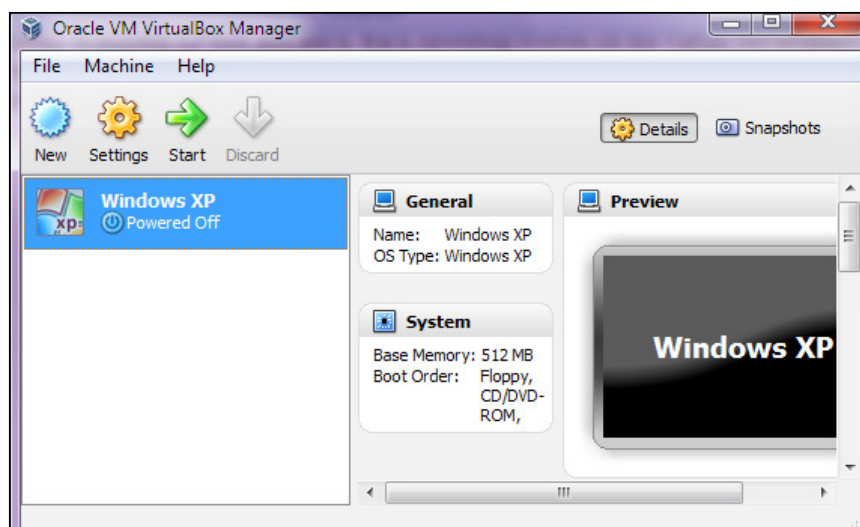 Oracle VM VirtualBox Manager
File Machine Help
New Settings Start Discard
Details Snapshots
xp
Windows XP
Powered Off
General
Name: Windows XP
OS Type: Windows XP
System
Base Memory: 512 MB
Boot Order: Floppy,
CD/DVD-
ROM,
Preview
Windows XP